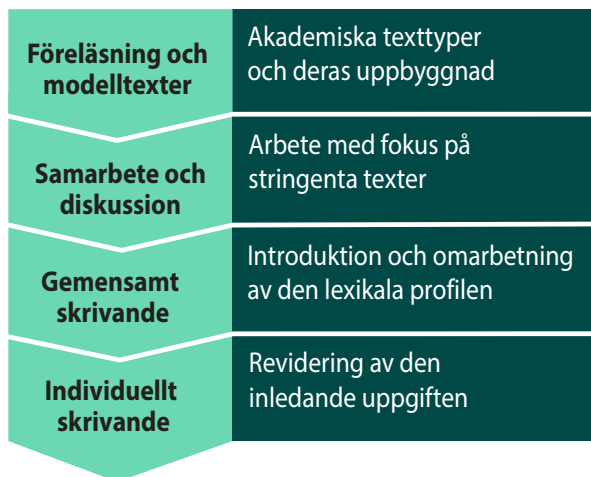 Föreläsning och
modelltexter
Akademiska texttyper
och deras uppbyggnad
Samarbete och
diskussion
Arbete med fokus på
stringenta texter
Gemensamt
skrivande
Introduktion och omarbetning
av den lexikala profilen
Individuellt
skrivande
Revidering av den
inledande uppgiften